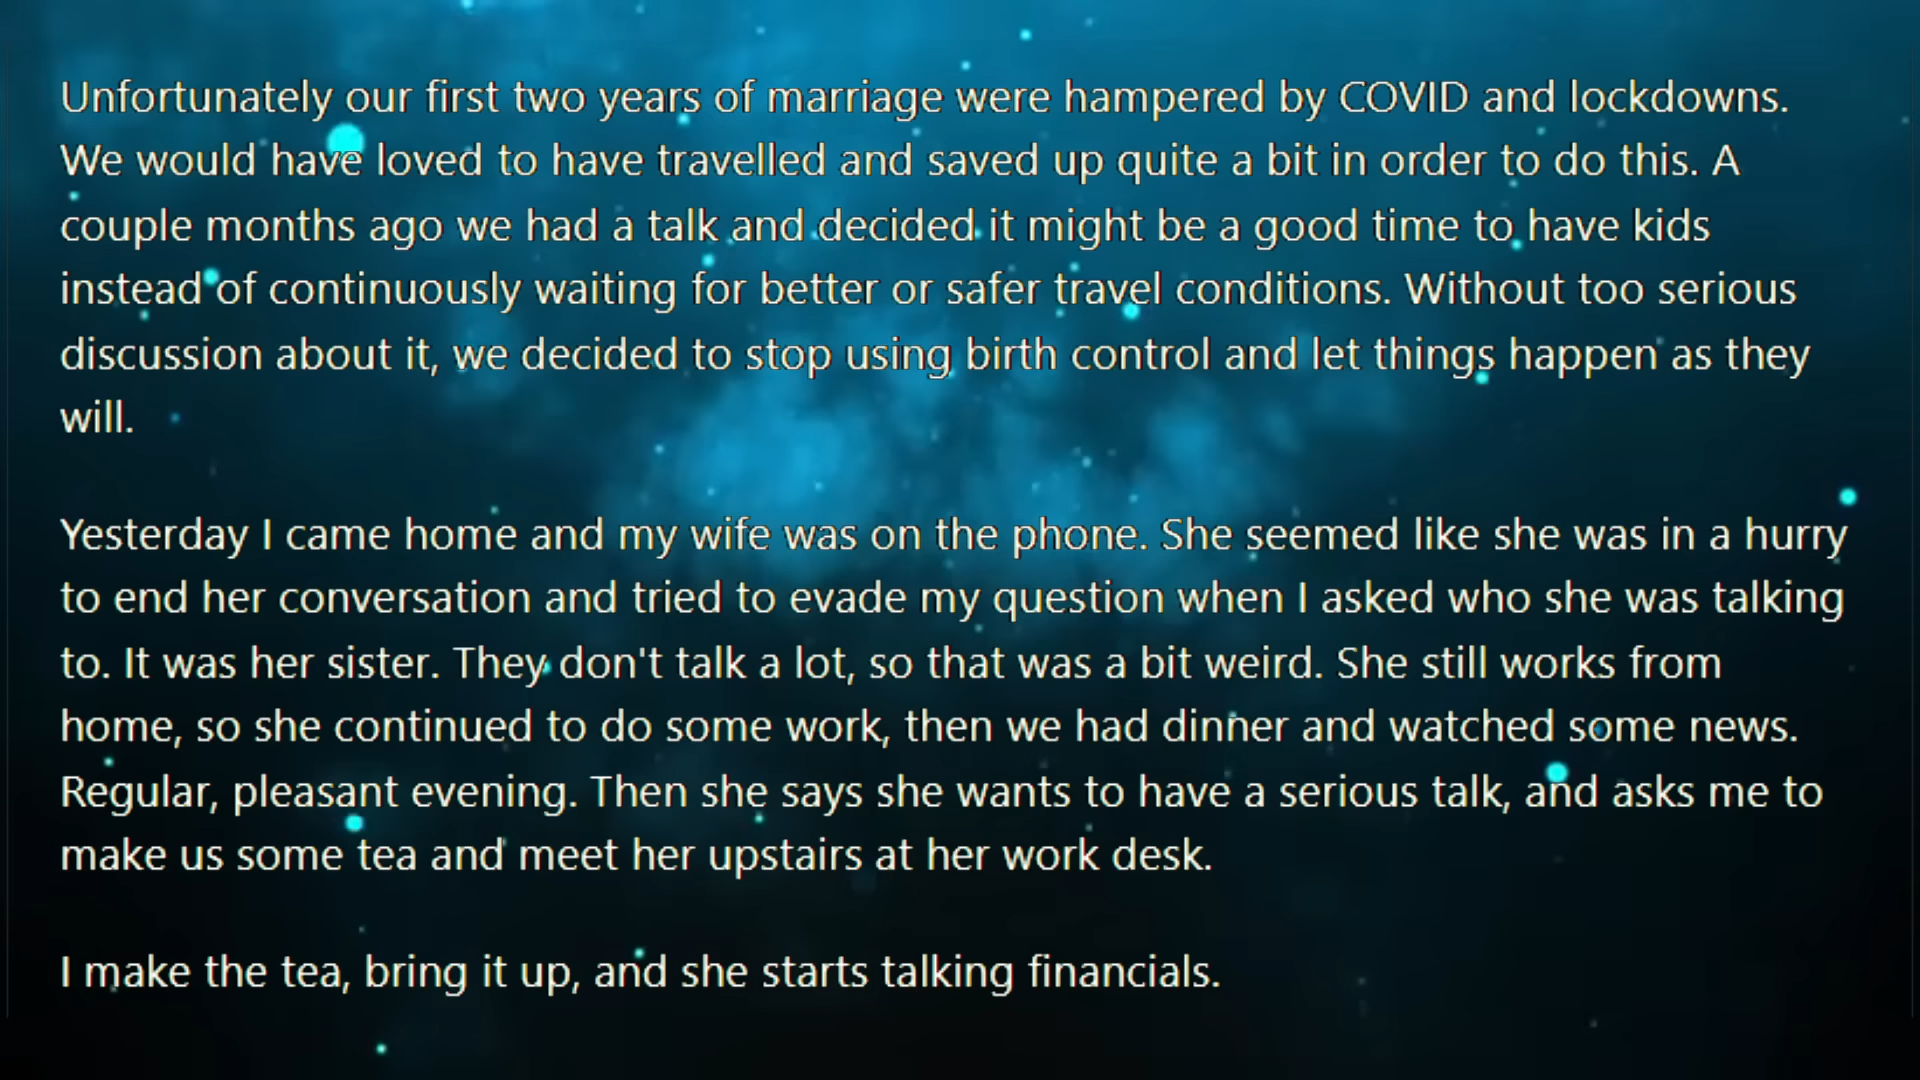 Unfortunately our first two years of marriage were hampered by COVID and lockdowns.
We would have loved to have travelled and saved up quite a bit in order to do this. A
couple months ago we had a talk and decided it might be a good time to have kids
instead of continuously waiting for better or safer travel conditions. Without too serious
discussion about it, we decided to stop using birth control and let things happen as they
will.
Yesterday I came home and my wife was on the phone. She seemed like she was in a hurry
to end her conversation and tried to evade my question when I asked who she was talking
to. It was her sister. They don't talk a lot, so that was a bit weird. She still works from
home, so she continued to do some work, then we had dinner and watched some news.
Regular, pleasant evening. Then she says she wants to have a serious talk, and asks me to
make us some tea and meet her upstairs at her work desk.
I make the tea, bring it up, and she starts talking financials.